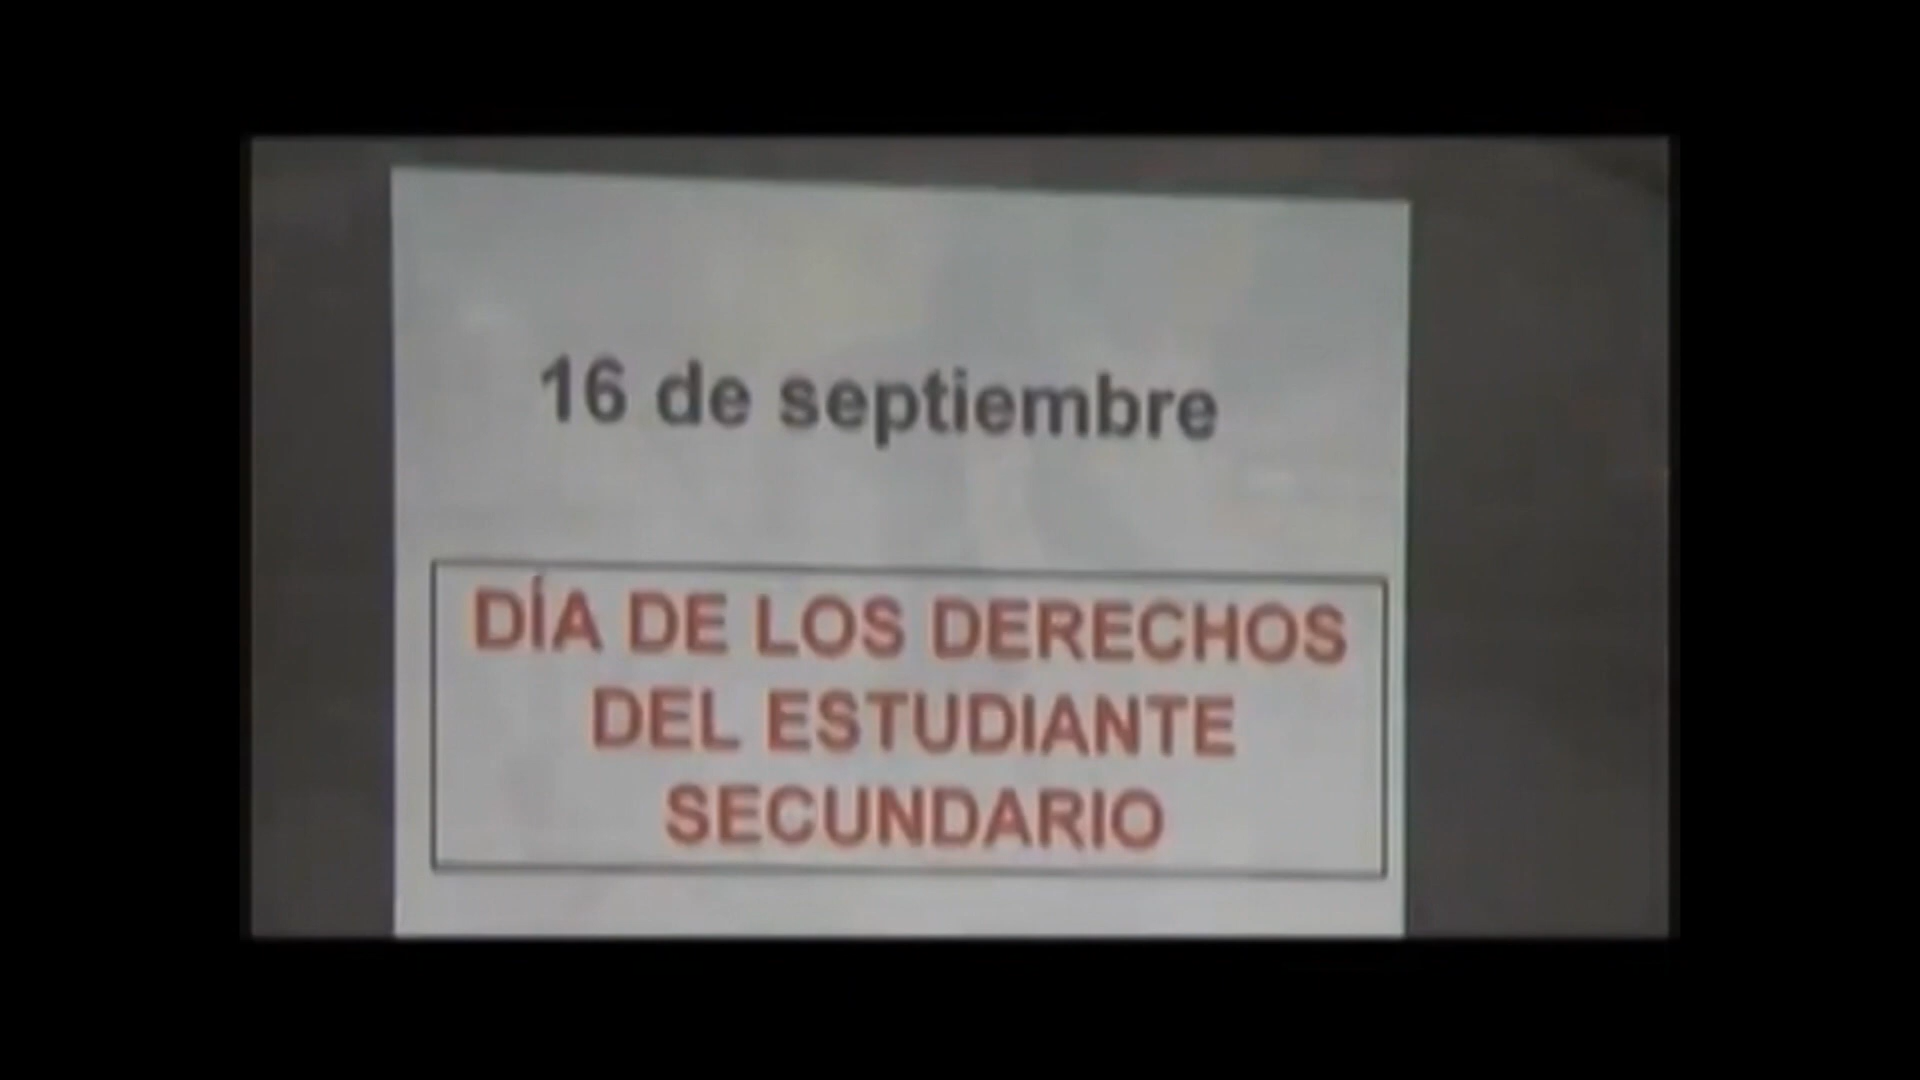 16 de septiembre
DÍA DE LOS DERECHOS
DEL ESTUDIANTE
SECUNDARIO